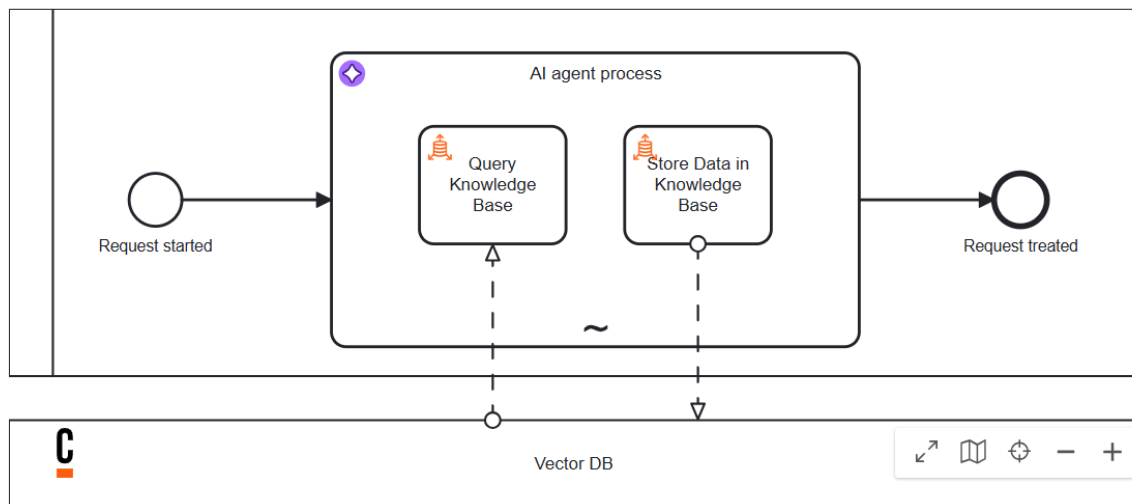 AI agent process
Query
Knowledge
Base
Store Data in
Knowledge
Base
Request started
Request treated
C
Vector DB